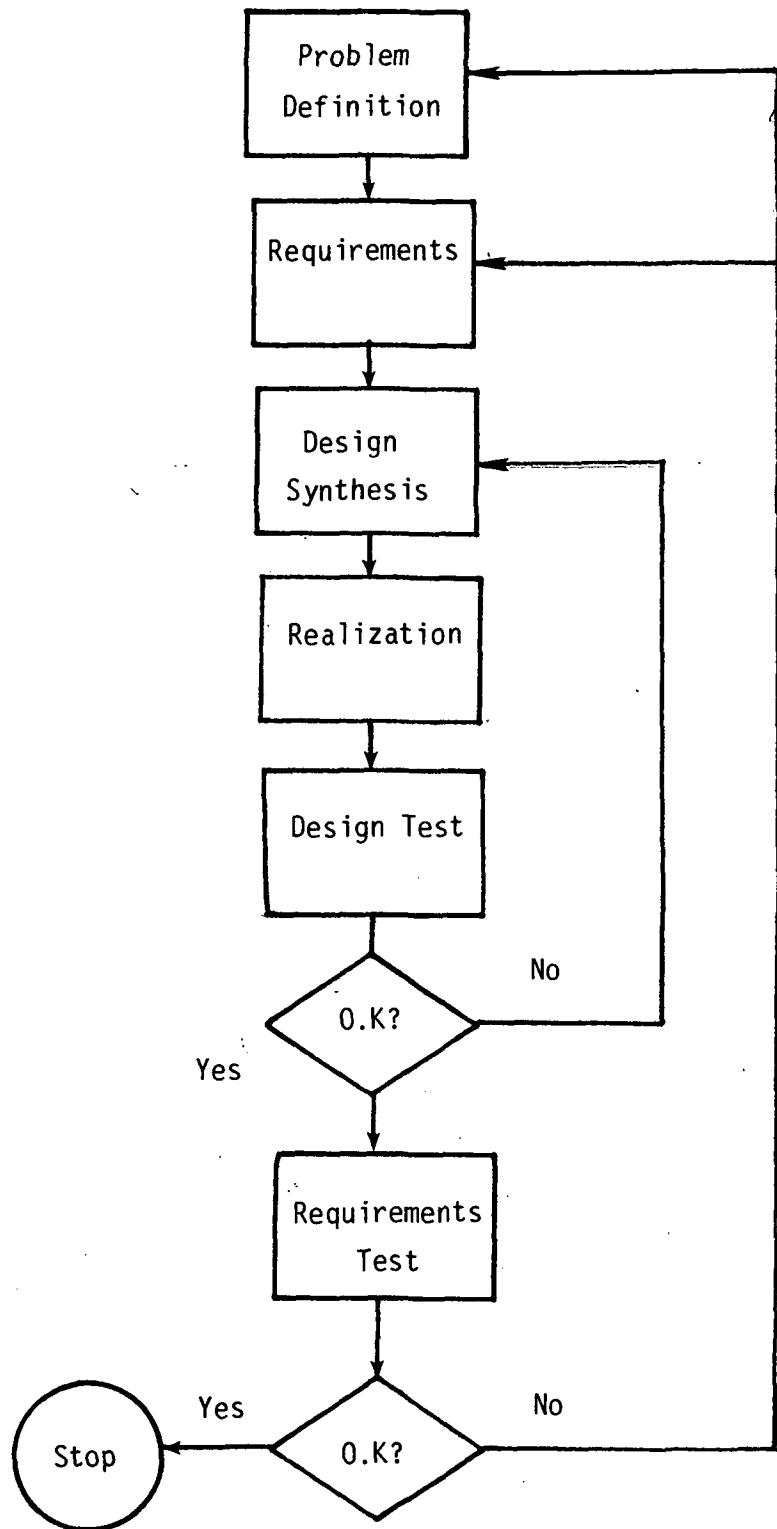 Problem
Definition
Requirements
Design
Synthesis
Realization
Design Test
No
O.K?
Yes
Requirements
Test
Yes
No
Stop
O.K?